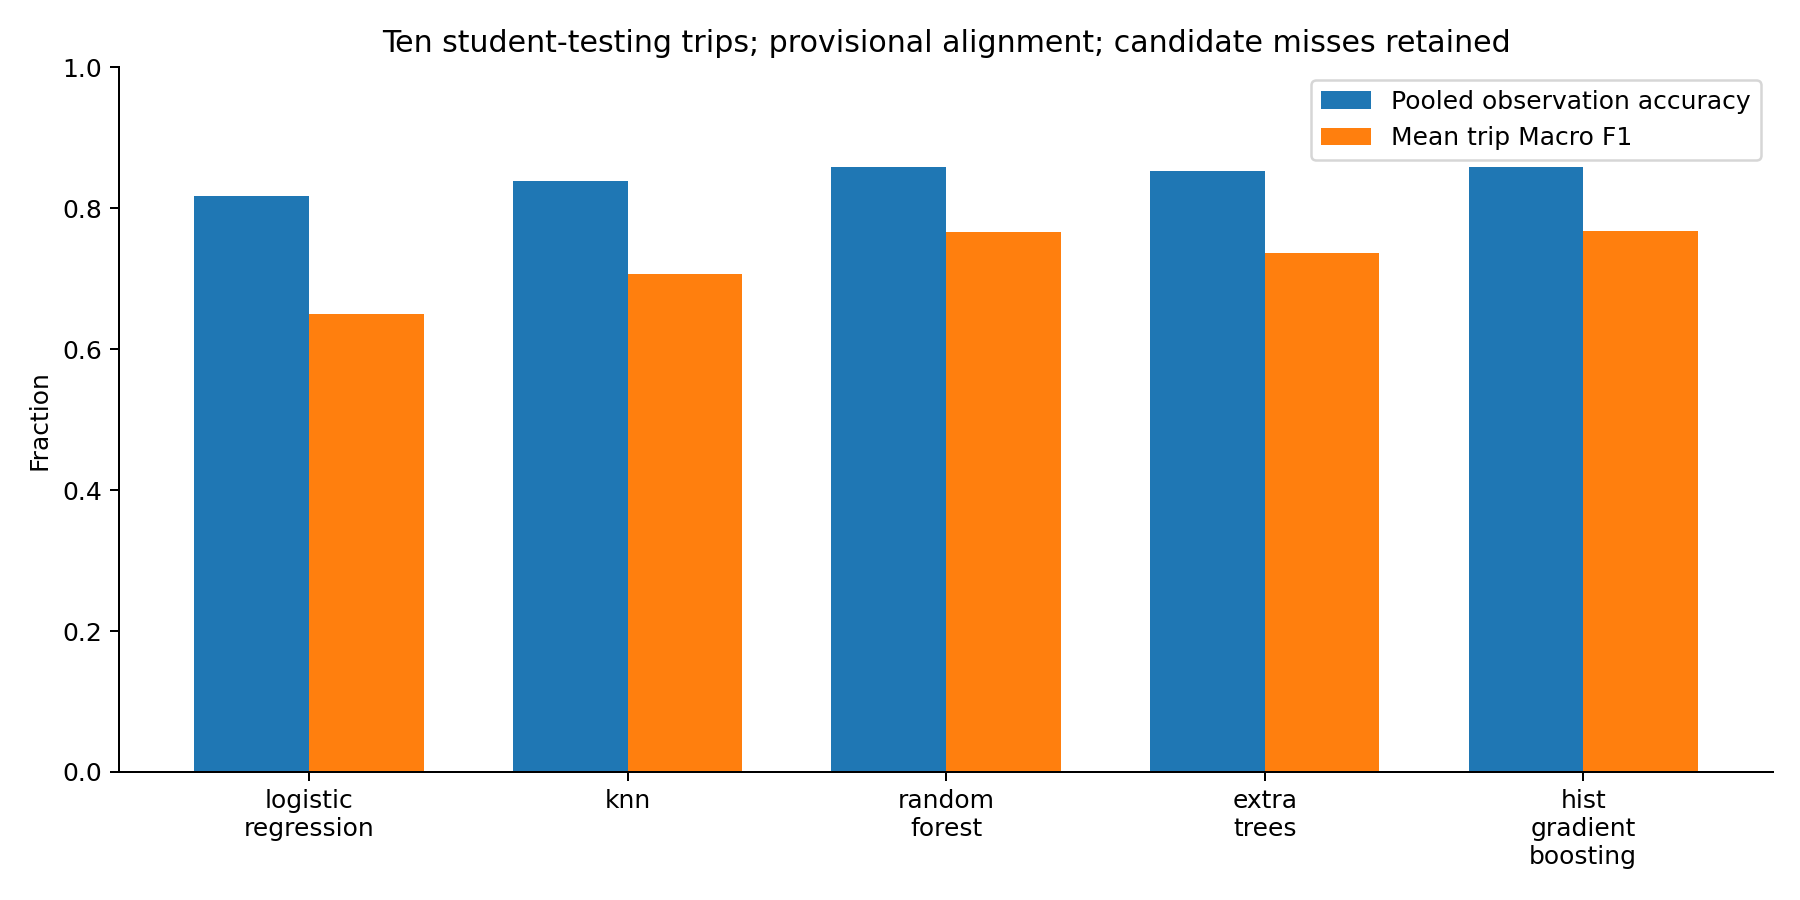 Ten student-testing trips; provisional alignment; candidate misses retained
Pooled observation accuracy
Mean trip Macro F1
Fraction
1.0
0.8
0.6
0.4
0.2
0.0
logistic
regression
knn
random
forest
extra
trees
hist
gradient
boosting